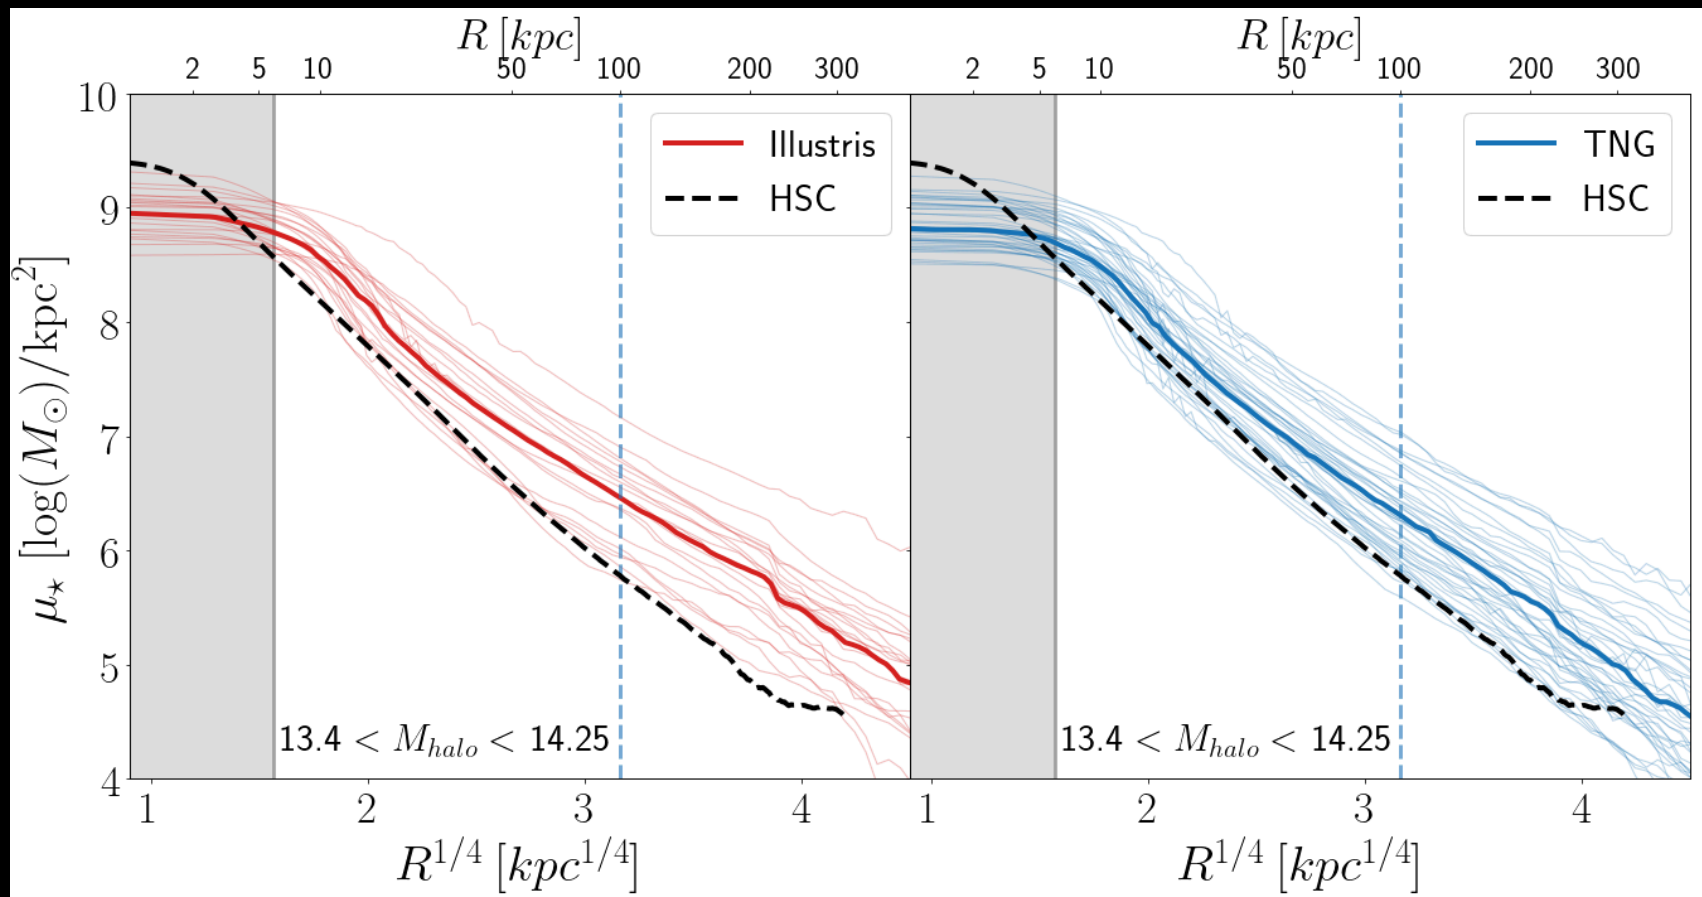 R [kpc]
R [kpc]
2 5 10 50 100 200 300
2 5 10 50 100 200 300
10
9
8
7
6
5
4
μ⋆ [log(M⊙)/kpc²]
Illustris
HSC
TNG
HSC
13.4 < M_halo < 14.25
13.4 < M_halo < 14.25
1 2 3 4
1 2 3 4
R^{1/4} [kpc^{1/4}]
R^{1/4} [kpc^{1/4}]